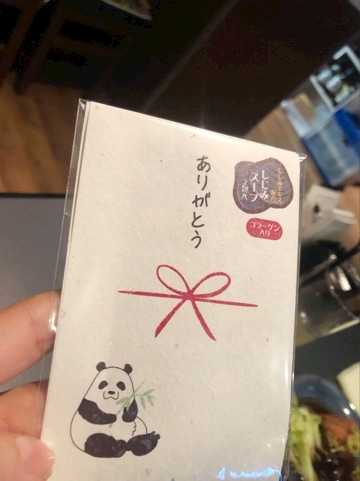 ありがとう
しじみ
スープ
コラーゲン
入り